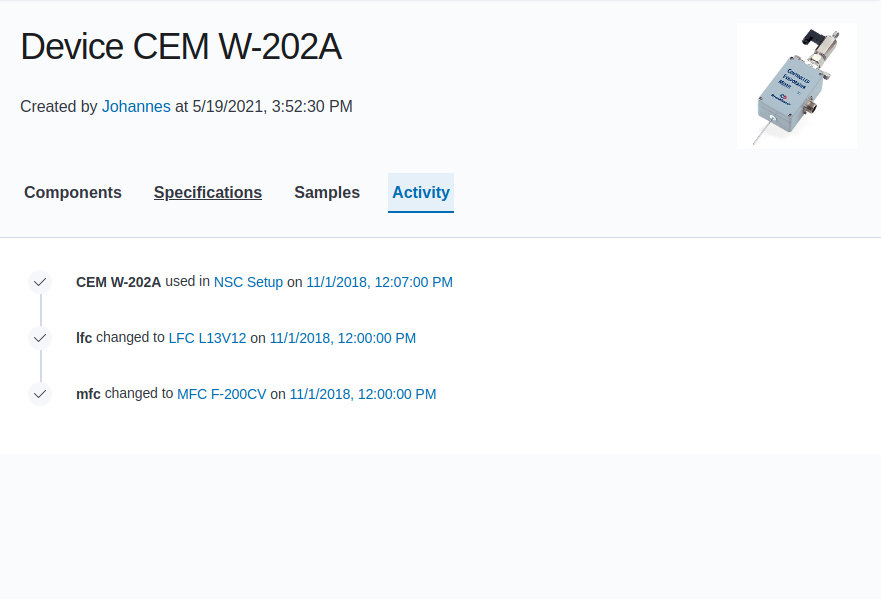 Device CEM W-202A
Created by Johannes at 5/19/2021, 3:52:30 PM
CONTROLLED
EVAPORATOR
MIXER
Components Specifications Samples Activity
CEM W-202A used in NSC Setup on 11/1/2018, 12:07:00 PM
lfc changed to LFC L13V12 on 11/1/2018, 12:00:00 PM
mfc changed to MFC F-200CV on 11/1/2018, 12:00:00 PM